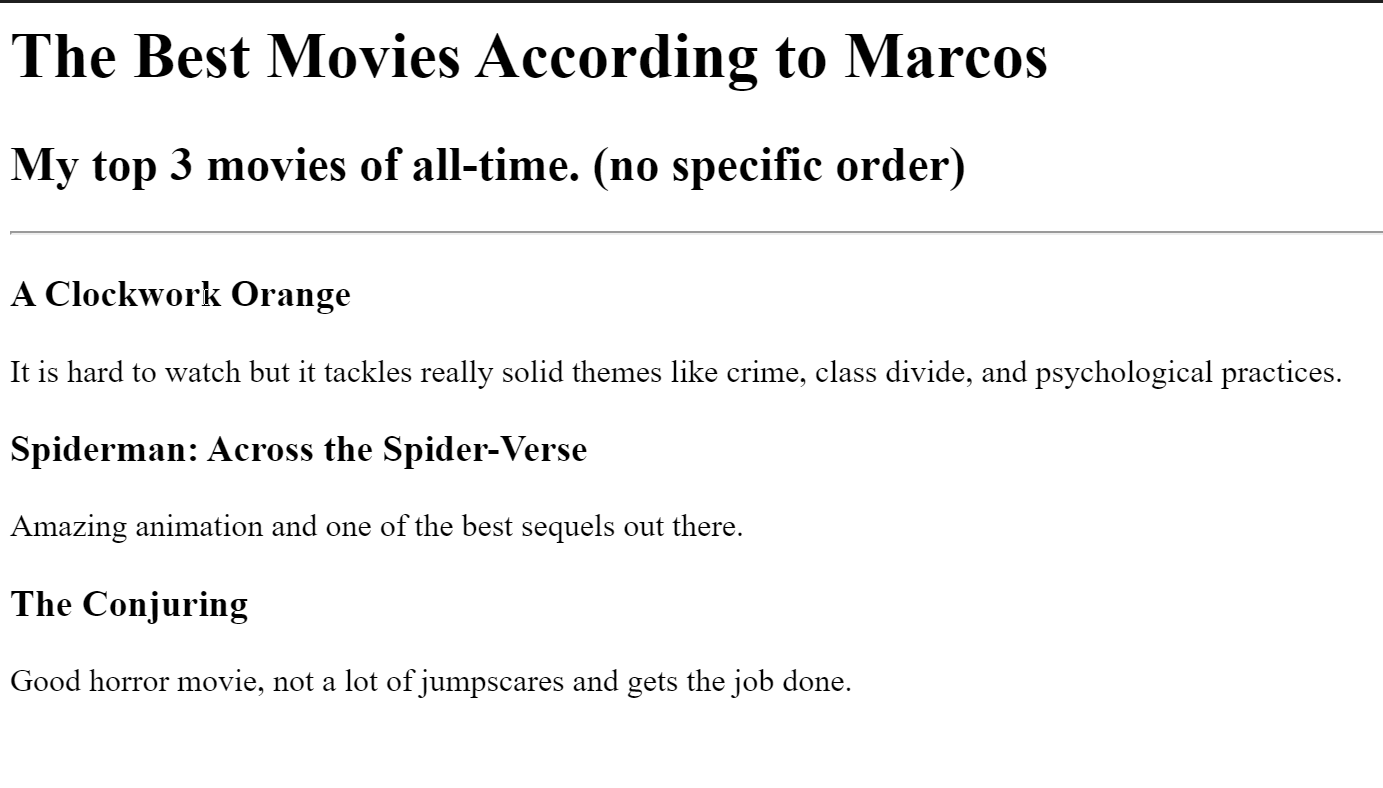 The Best Movies According to Marcos
My top 3 movies of all-time. (no specific order)
A Clockwork Orange
It is hard to watch but it tackles really solid themes like crime, class divide, and psychological practices.
Spiderman: Across the Spider-Verse
Amazing animation and one of the best sequels out there.
The Conjuring
Good horror movie, not a lot of jumpscares and gets the job done.